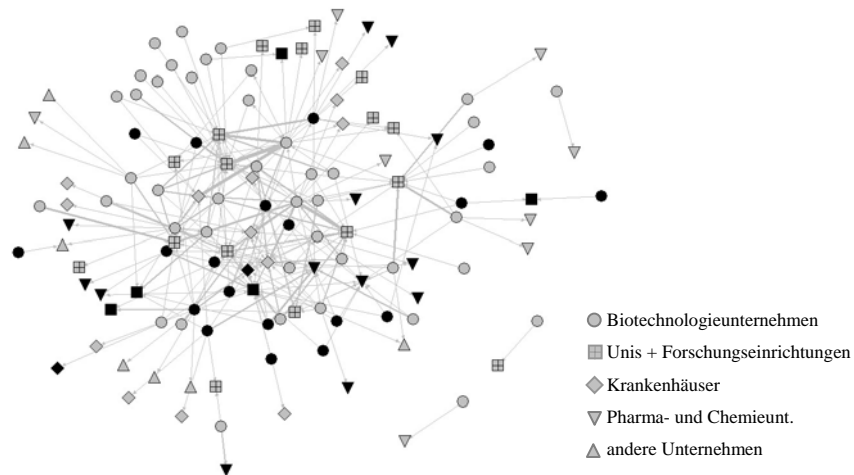 Biotechnologieunternehmen
Unis + Forschungseinrichtungen
Krankenhäuser
Pharma- und Chemieunt.
andere Unternehmen